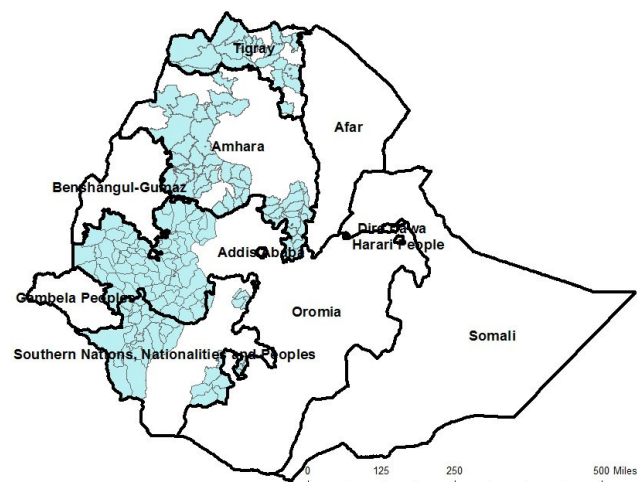 Tigray
Afar
Amhara
Benshangul-Gumaz
Dire Dawa
Harari People
Addis Ababa
Gambela Peoples
Oromia
Somali
Southern Nations, Nationalities and Peoples
0 125 250 500 Miles